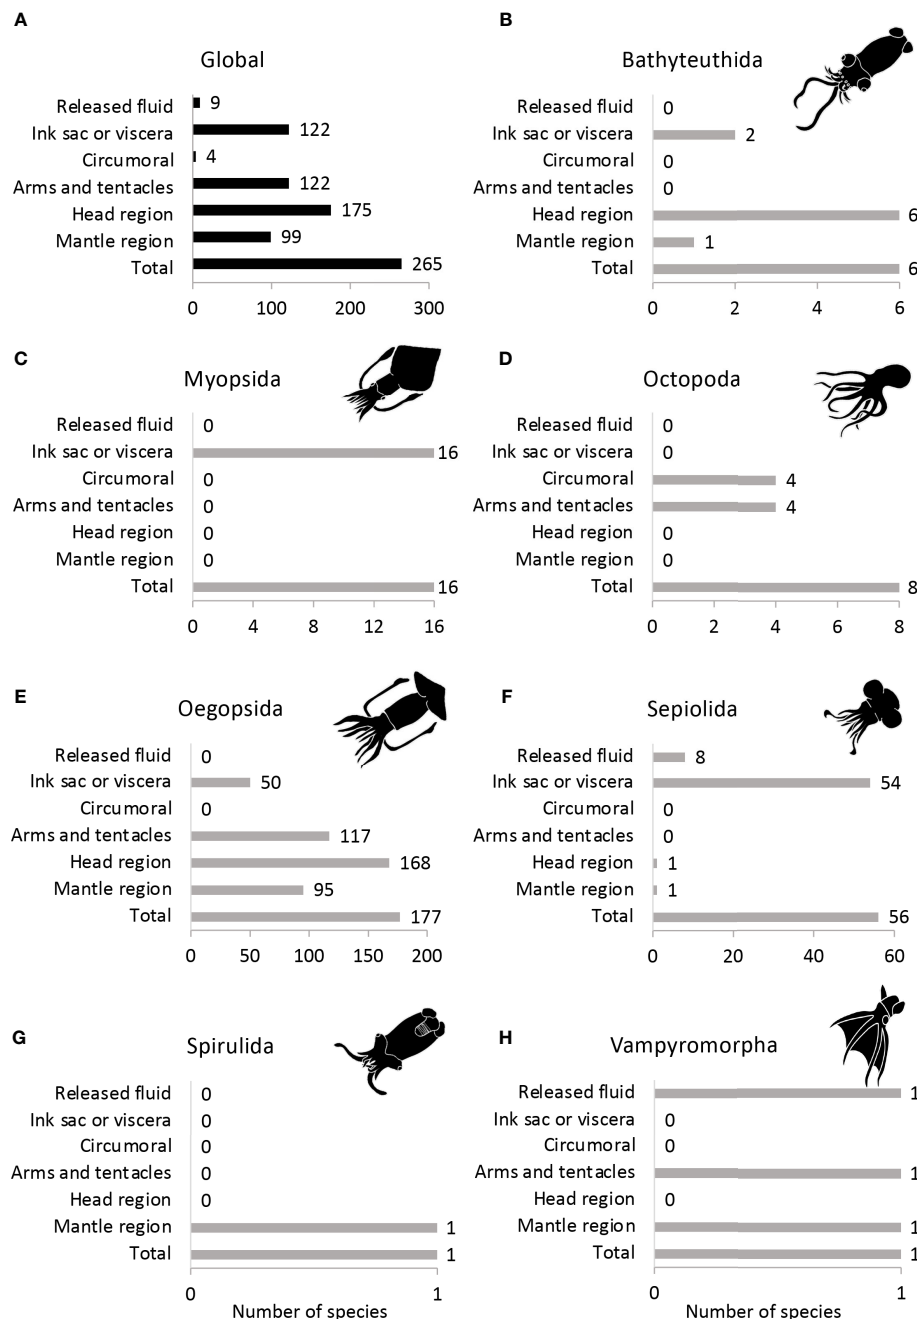 A
Global
Released fluid 9
Ink sac or viscera 122
Circumoral 4
Arms and tentacles 122
Head region 175
Mantle region 99
Total 265
0 100 200 300
B
Bathyteuthida
Released fluid 0
Ink sac or viscera 2
Circumoral 0
Arms and tentacles 0
Head region 6
Mantle region 1
Total 6
0 2 4 6
C
Myopsida
Released fluid 0
Ink sac or viscera 16
Circumoral 0
Arms and tentacles 0
Head region 0
Mantle region 0
Total 16
0 4 8 12 16
D
Octopoda
Released fluid 0
Ink sac or viscera 0
Circumoral 4
Arms and tentacles 4
Head region 0
Mantle region 0
Total 8
0 2 4 6 8
E
Oegopsida
Released fluid 0
Ink sac or viscera 50
Circumoral 0
Arms and tentacles 117
Head region 168
Mantle region 95
Total 177
0 50 100 150 200
F
Sepiolida
Released fluid 8
Ink sac or viscera 54
Circumoral 0
Arms and tentacles 0
Head region 1
Mantle region 1
Total 56
0 20 40 60
G
Spirulida
Released fluid 0
Ink sac or viscera 0
Circumoral 0
Arms and tentacles 0
Head region 0
Mantle region 1
Total 1
0 1
Number of species
H
Vampyromorpha
Released fluid 1
Ink sac or viscera 0
Circumoral 0
Arms and tentacles 1
Head region 0
Mantle region 1
Total 1
0 1
Number of species